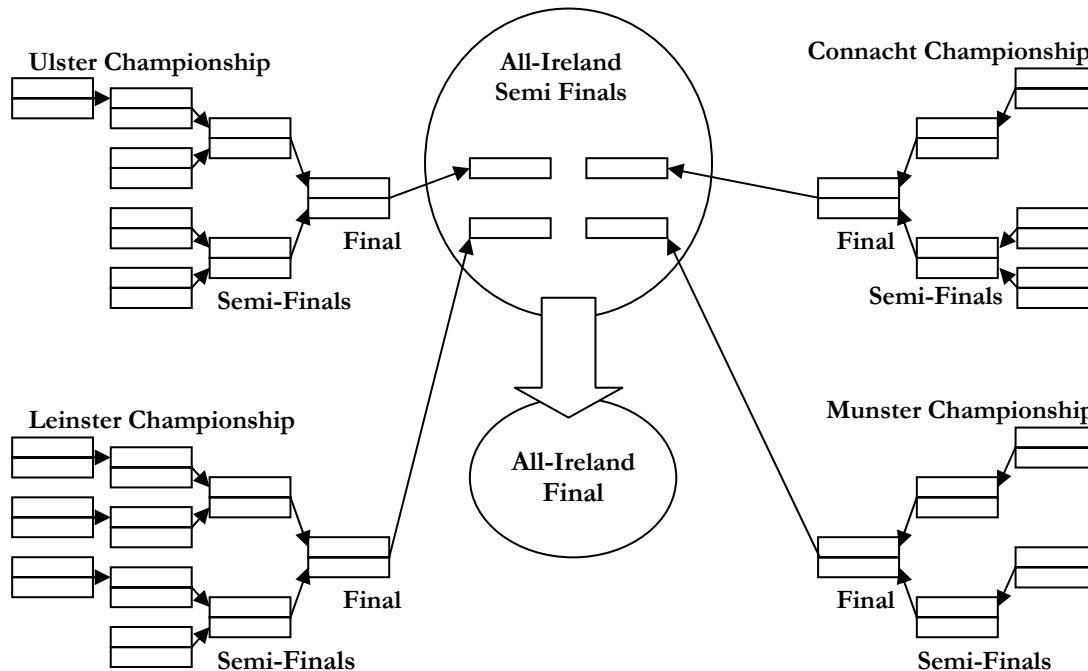 Ulster Championship
All-Ireland
Semi Finals
Connacht Championship
Final
Final
Semi-Finals
Semi-Finals
Leinster Championship
Munster Championship
All-Ireland
Final
Final
Final
Semi-Finals
Semi-Finals